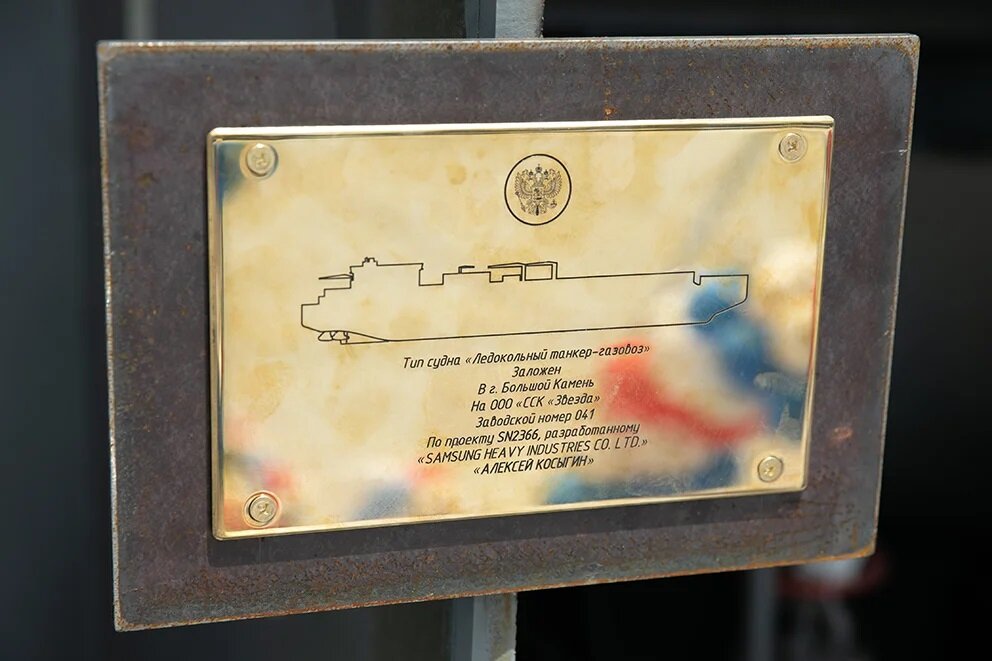 Тип судна «Ледокольный танкер-газовоз»
Заложен
В г. Большой Камень
На ООО «ССК «Звезда»
Заводской номер 041
По проекту SN2366, разработанному
«SAMSUNG HEAVY INDUSTRIES CO. LTD.»
«АЛЕКСЕЙ КОСЫГИН»